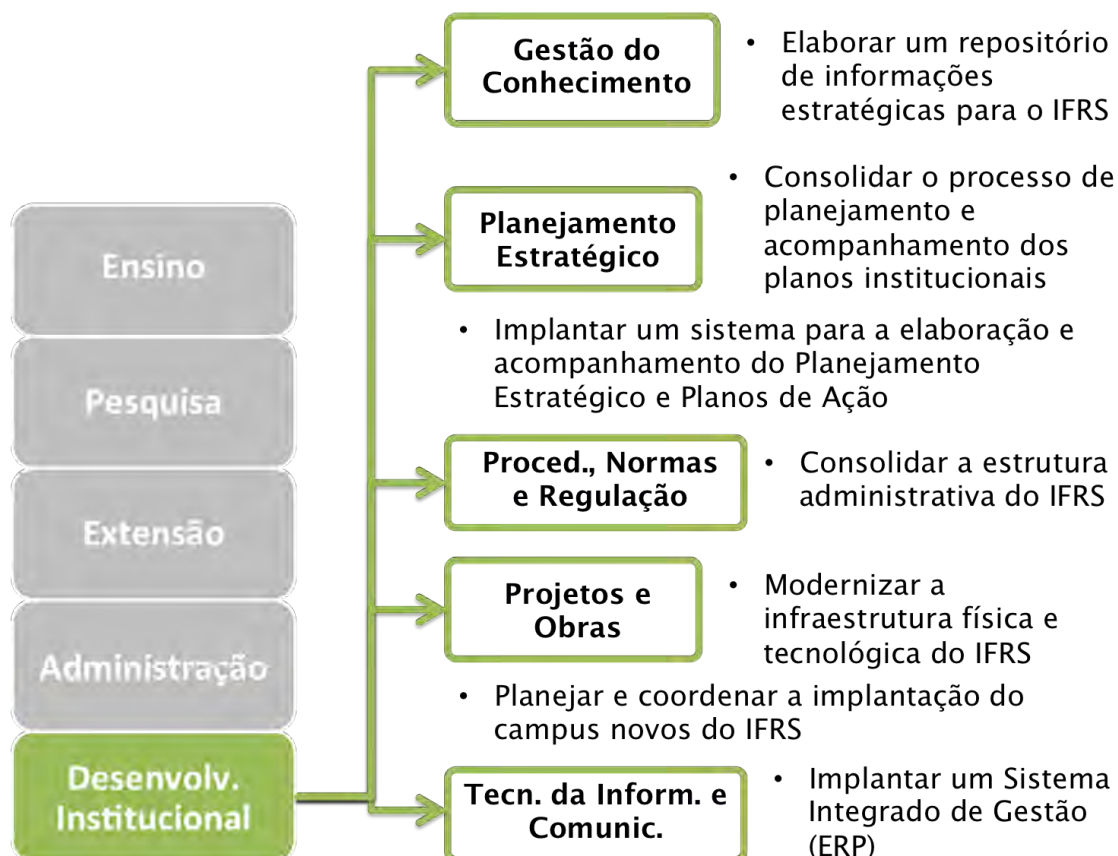 Ensino
Pesquisa
Extensão
Administração
Desenvolv.
Institucional
Gestão do
Conhecimento
• Elaborar um repositório
de informações
estratégicas para o IFRS
Planejamento
Estratégico
• Consolidar o processo de
planejamento e
acompanhamento dos
planos institucionais
• Implantar um sistema para a elaboração e
acompanhamento do Planejamento
Estratégico e Planos de Ação
Proced., Normas
e Regulação
• Consolidar a estrutura
administrativa do IFRS
Projetos e
Obras
• Modernizar a
infraestrutura física e
tecnológica do IFRS
• Planejar e coordenar a implantação do
campus novos do IFRS
Tecn. da Inform. e
Comunic.
• Implantar um Sistema
Integrado de Gestão
(ERP)